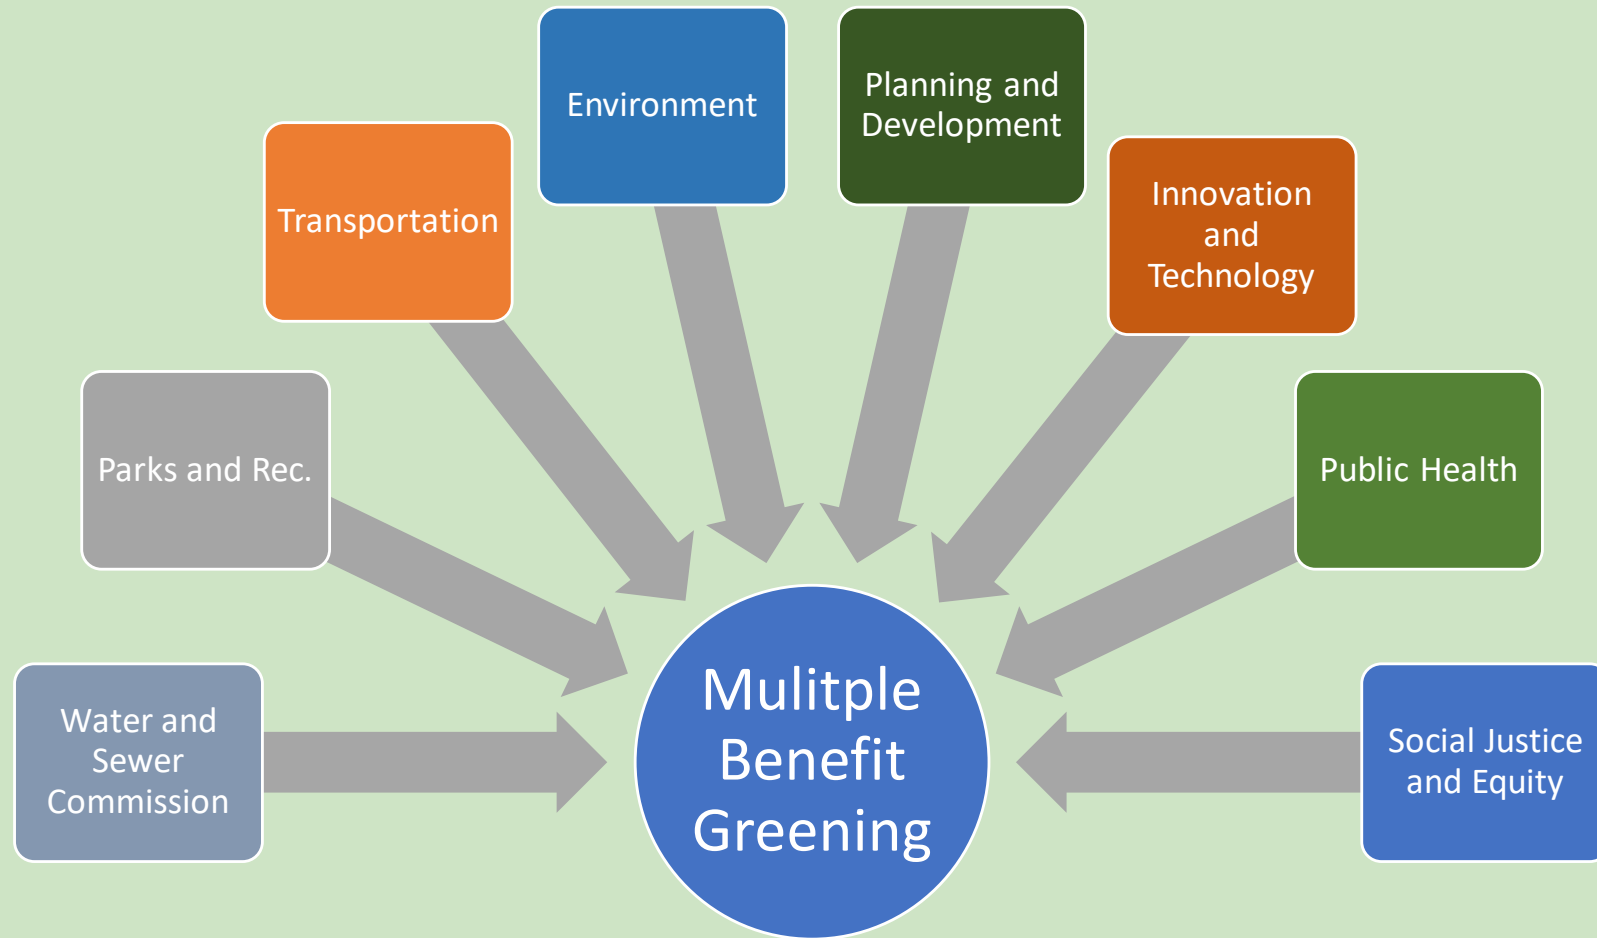 Environment
Planning and
Development
Transportation
Innovation
and
Technology
Parks and Rec.
Public Health
Water and
Sewer
Commission
Mulitple
Benefit
Greening
Social Justice
and Equity